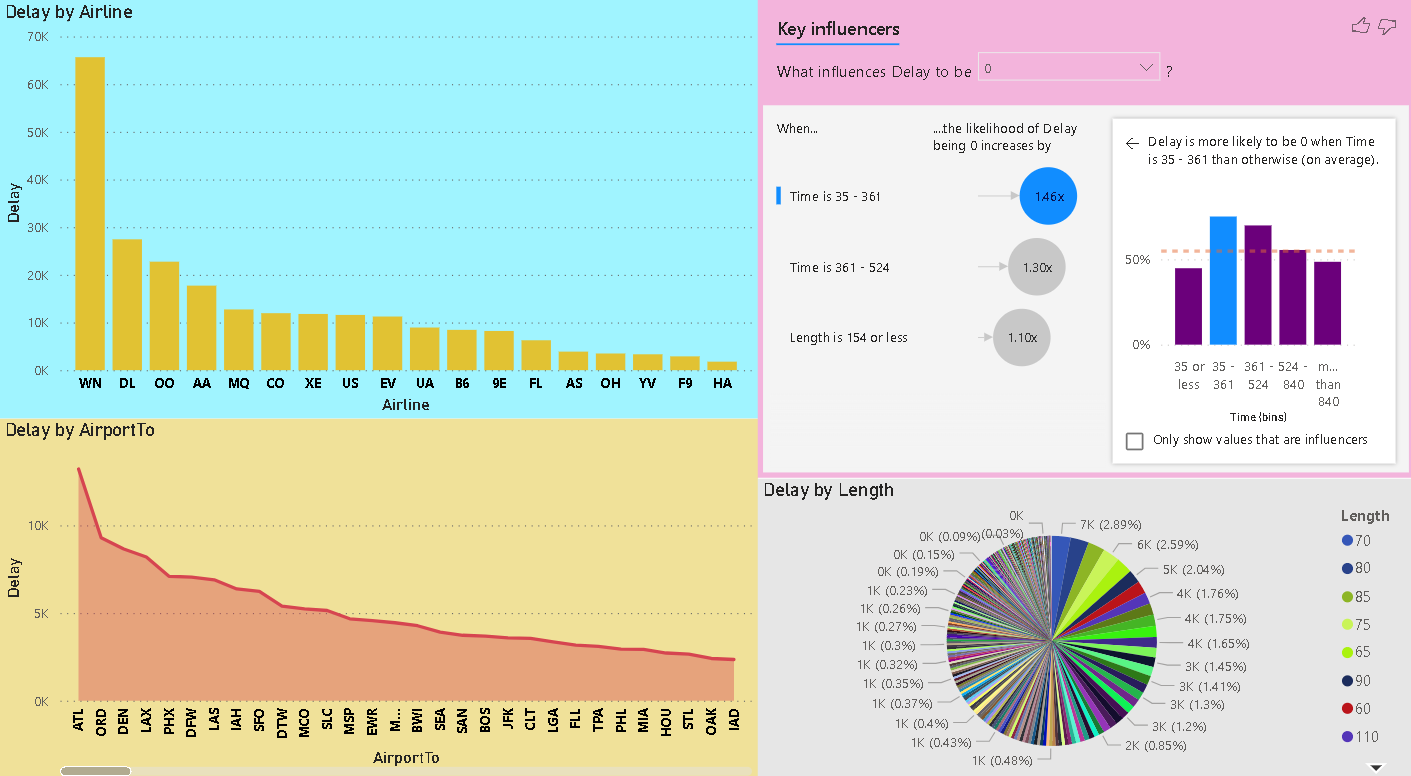 Delay by Airline
70K
60K
50K
40K
30K
20K
10K
0K
Delay
WN DL OO AA MQ CO XE US EV UA B6 9E FL AS OH YV F9 HA
Airline
Delay by AirportTo
10K
5K
0K
Delay
ATL ORD DEN LAX PHX DFW LAS IAH SFO DTW MCO SLC MSP EWR M... BWI SEA SAN BOS JFK CLT LGA FLL TPA PHL MIA HOU STL OAK IAD
AirportTo
Key influencers
What influences Delay to be 0 ?
When...
....the likelihood of Delay
being 0 increases by
Time is 35 - 361
1.46x
Time is 361 - 524
1.30x
Length is 154 or less
1.10x
Delay is more likely to be 0 when Time
is 35 - 361 than otherwise (on average).
50%
0%
35 or less
35 - 361
361 - 524
524 - 840
m... than 840
Time (bins)
Only show values that are influencers
Delay by Length
7K (2.89%)
6K (2.59%)
5K (2.04%)
4K (1.76%)
4K (1.75%)
4K (1.65%)
3K (1.45%)
3K (1.41%)
3K (1.3%)
3K (1.2%)
2K (0.85%)
1K (0.48%)
1K (0.43%)
1K (0.4%)
1K (0.37%)
1K (0.35%)
1K (0.32%)
1K (0.3%)
1K (0.27%)
1K (0.26%)
1K (0.23%)
0K (0.19%)
0K (0.15%)
0K (0.09%)
0K (0.03%)
Length
70
80
85
75
65
90
60
110